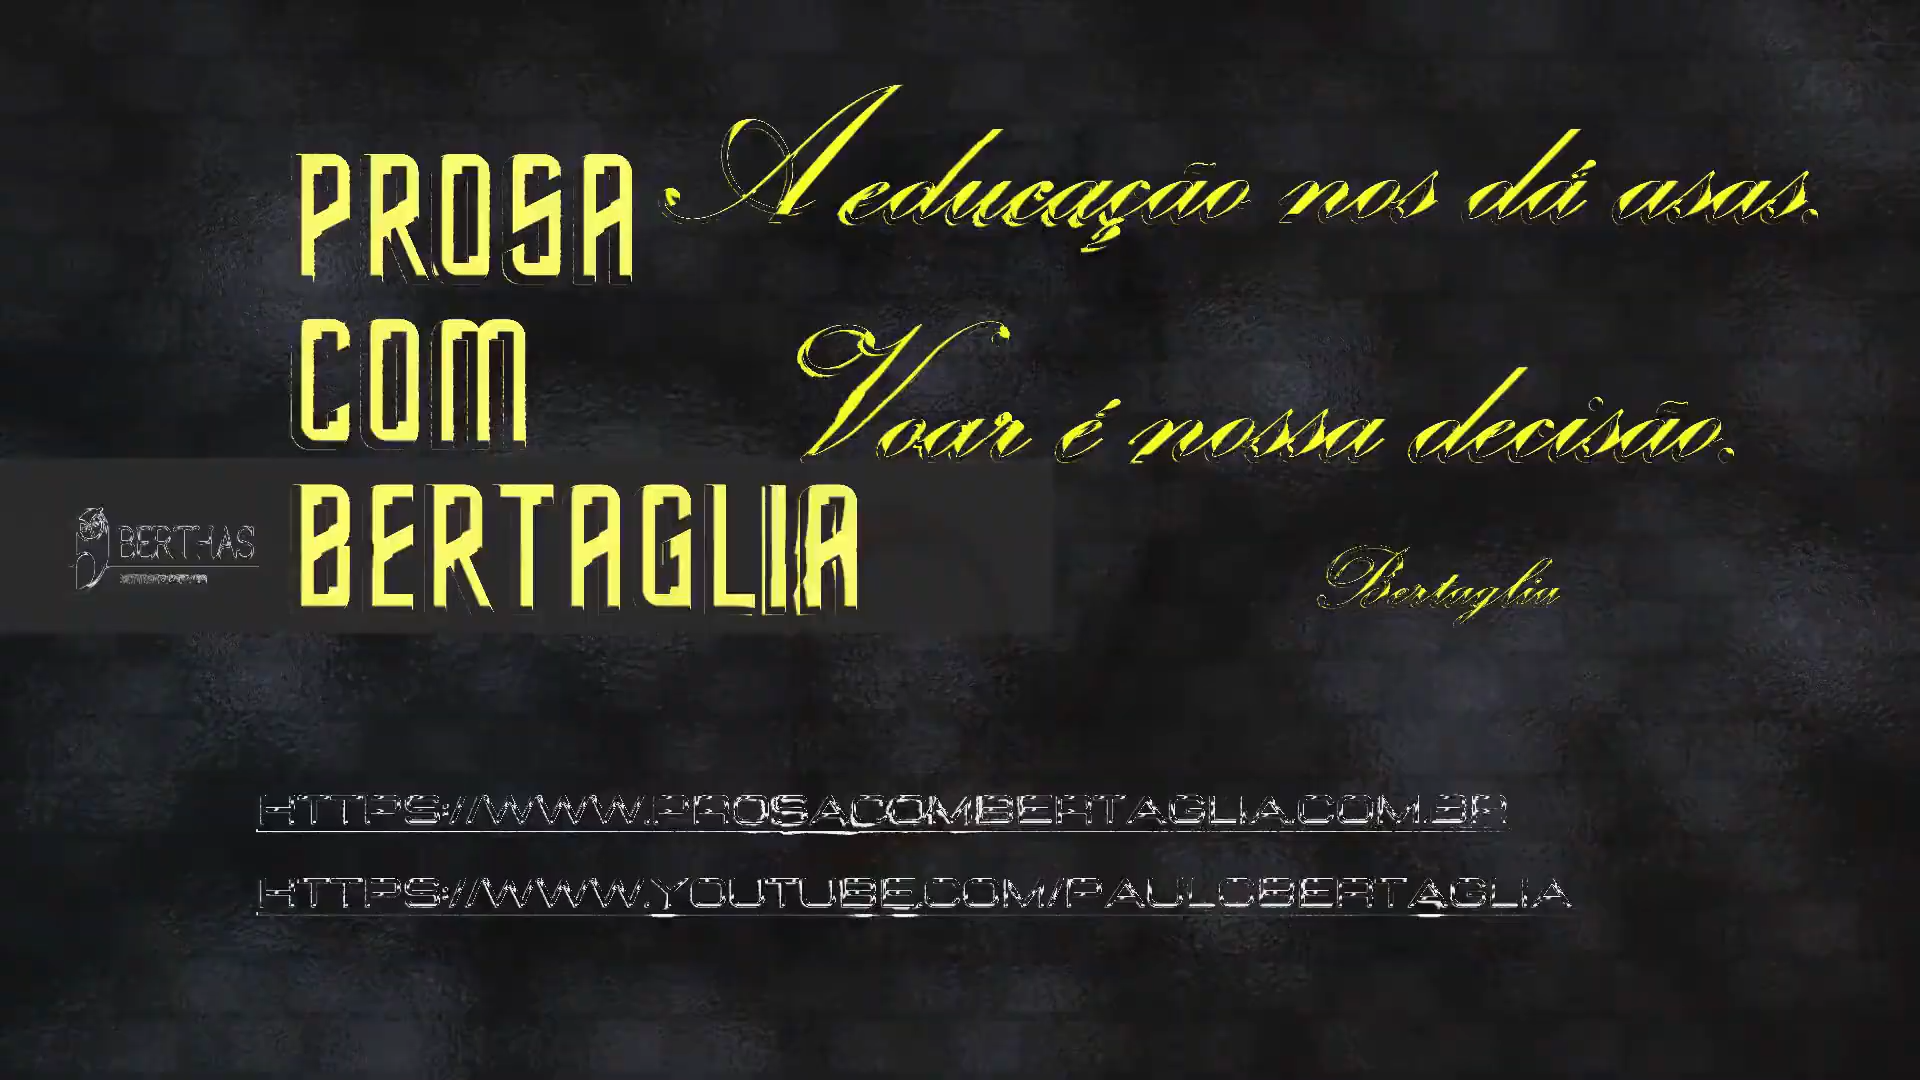 PROSA
COM
BERTAGLIA
A educação nos dá asas.
Voar é nossa decisão.
Bertaglia
BERTHAS
HTTPS://WWW.PROSACOMBERTAGLIA.COM.BR
HTTPS://WWW.YOUTUBE.COM/PAULOBERTAGLIA